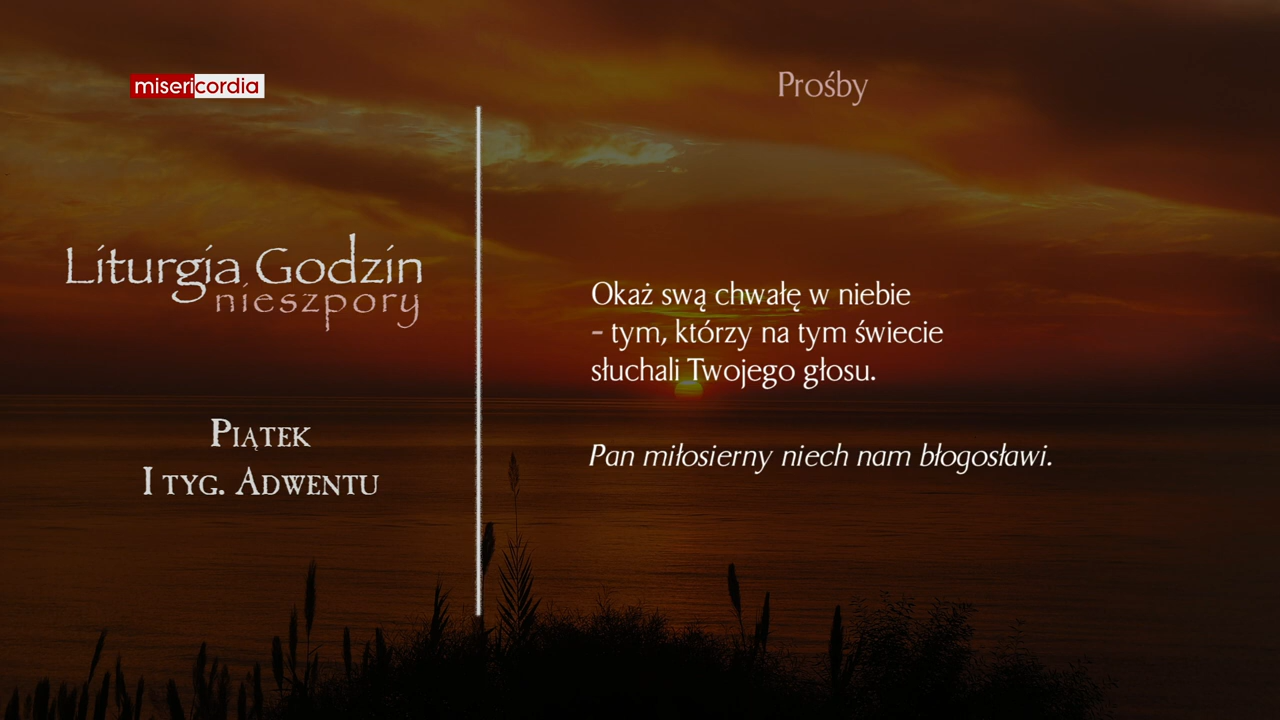 misericordia
Liturgia Godzin
nieszpory
Piątek
I tyg. Adwentu
Prośby
Okaż swą chwałę w niebie
- tym, którzy na tym świecie
słuchali Twojego głosu.
Pan miłosierny niech nam błogosławi.